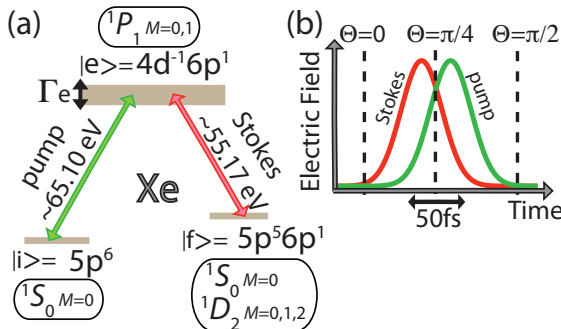 (a)
¹P₁ M=0,1
|e>= 4d⁻¹6p¹
Γe
pump
~65.10 eV
Stokes
~55.17 eV
Xe
|i>= 5p⁶
¹S₀ M=0
|f>= 5p⁵6p¹
¹S₀ M=0
¹D₂ M=0,1,2
(b)
Θ=0 Θ=π/4 Θ=π/2
Electric Field
Stokes
pump
50fs
Time